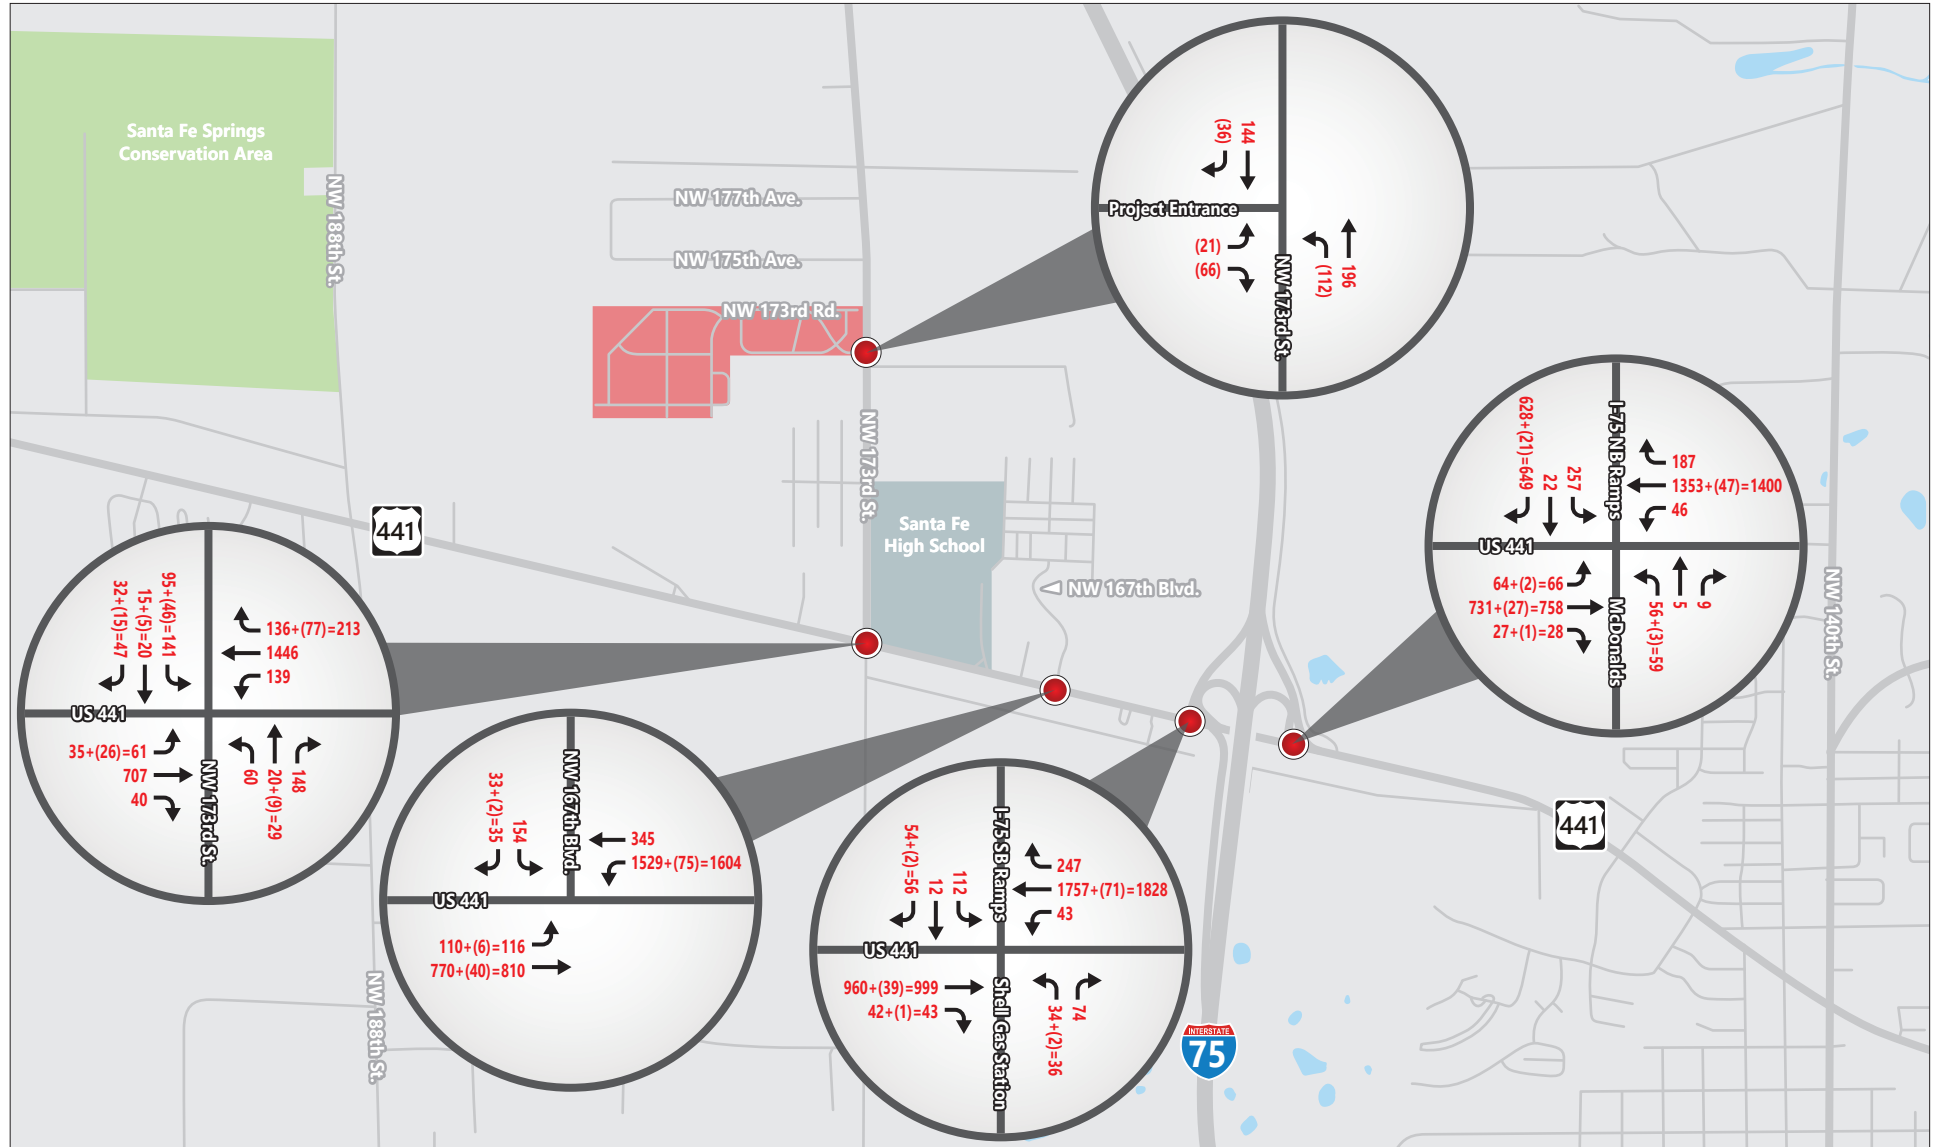 Santa Fe Springs
Conservation Area
NW 188th St.
NW 177th Ave.
NW 175th Ave.
NW 173rd Rd.
NW 173rd St.
Santa Fe
High School
NW 167th Blvd.
NW 140th St.
NW 188th St.
441
441
INTERSTATE
75
(36)
144
Project Entrance
(21)
(66)
NW 173rd St.
(112)
196
628+(21)=649
22
257
I-75 NB Ramps
187
1353+(47)=1400
46
US 441
64+(2)=66
731+(27)=758
27+(1)=28
McDonalds
56+(3)=59
5
9
32+(15)=47
15+(5)=20
95+(46)=141
136+(77)=213
1446
139
US 441
35+(26)=61
707
40
NW 173rd St.
60
20+(9)=29
148
33+(2)=35
154
NW 167th Blvd.
345
1529+(75)=1604
US 441
110+(6)=116
770+(40)=810
54+(2)=56
12
112
I-75 SB Ramps
247
1757+(71)=1828
43
US 441
960+(39)=999
42+(1)=43
Shell Gas Station
34+(2)=36
74